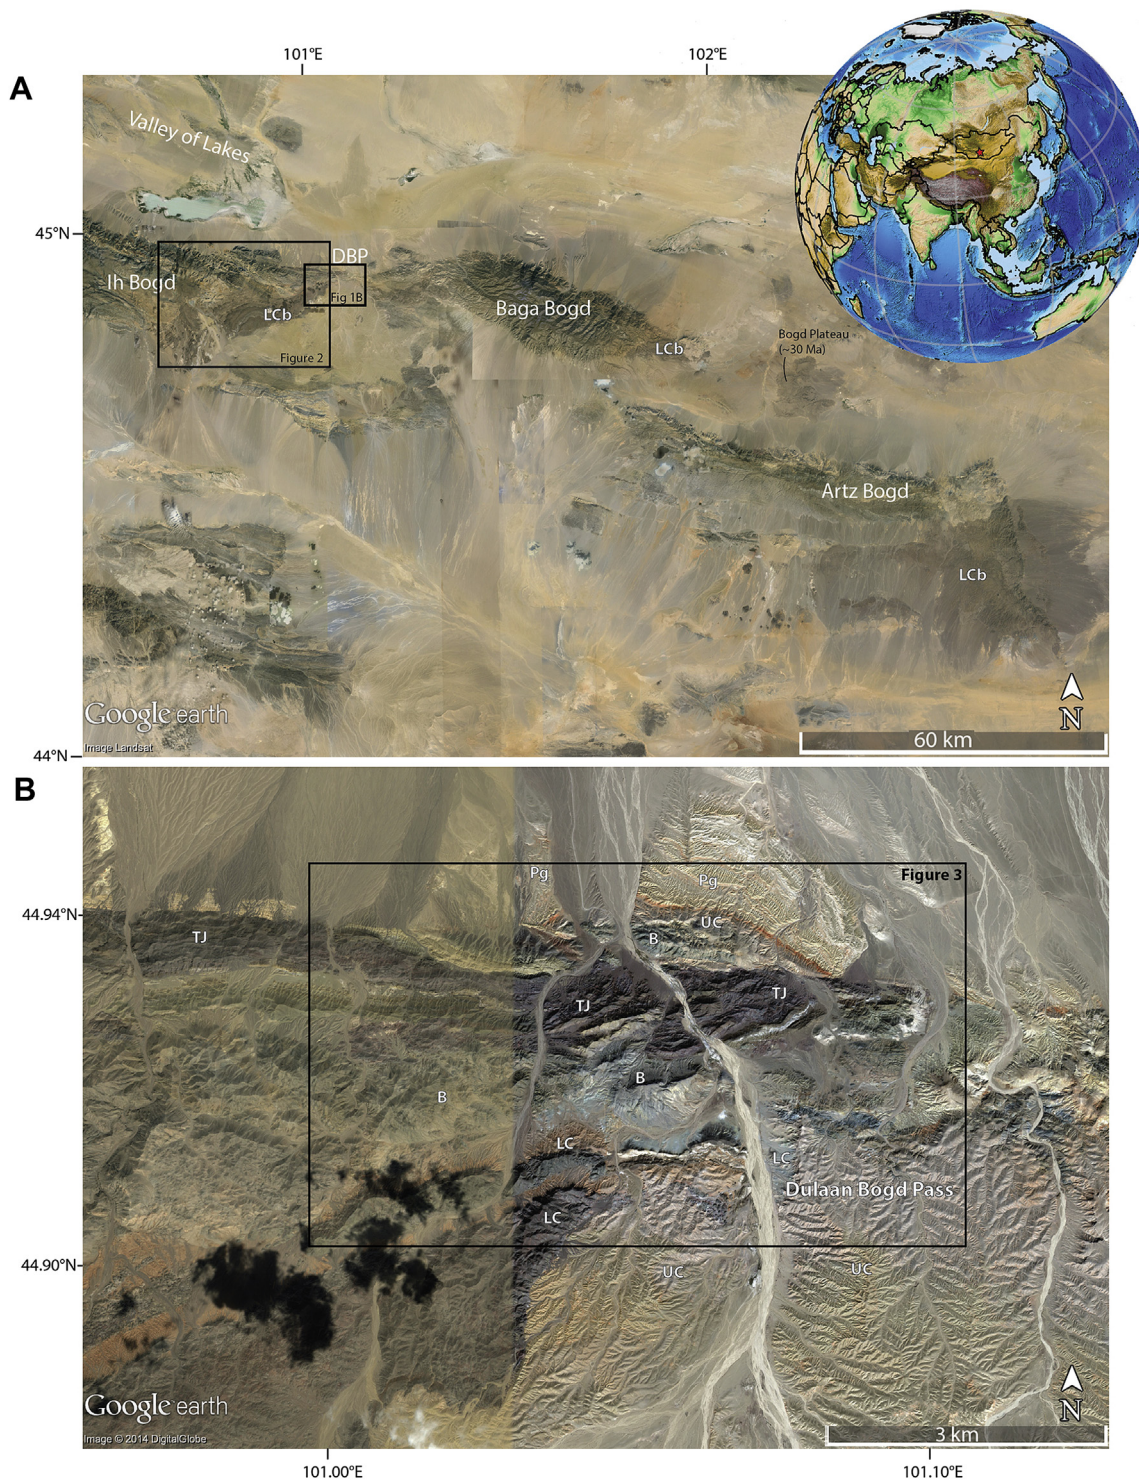 101°E
102°E
A
Valley of Lakes
45°N
DBP
Ih Bogd
Fig 1B
LCb
Baga Bogd
Figure 2
LCb
Bogd Plateau
(~30 Ma)
Artz Bogd
LCb
N
60 km
Google earth
Image Landsat
44°N
B
Figure 3
Pg
Pg
44.94°N
UC
TJ
B
TJ
TJ
B
B
LC
LC
Dulaan Bogd Pass
LC
44.90°N
UC
UC
N
Google earth
Image © 2014 DigitalGlobe
3 km
101.00°E
101.10°E